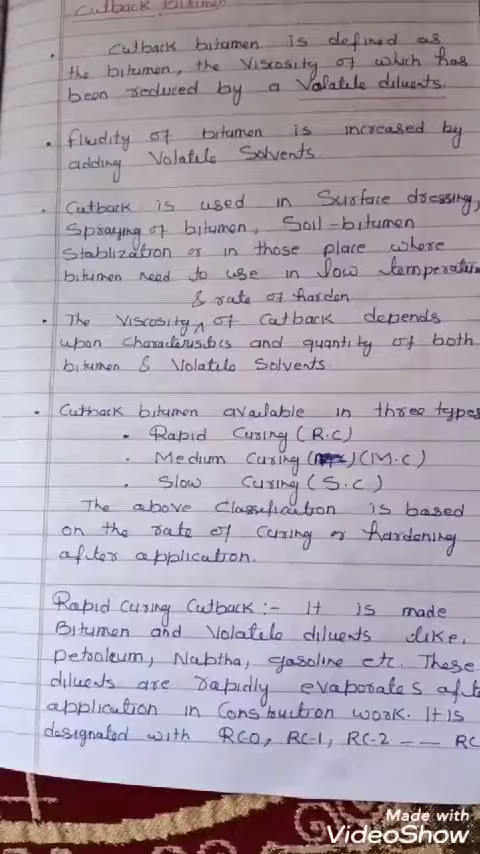 Cutback Bitumen
• Cutback bitumen is defined as
the bitumen, the Viscosity of which has
been reduced by a Volatile diluents.
• fluidity of bitumen is increased by
adding Volatile Solvents
• Cutback is used in Surface dressing,
Spraying of bitumen, Soil-bitumen
Stablization or in those place where
bitumen need to use in low temperature
& rate of harden
• The Viscosity ^ of Cutback depends
upon characterisitics and quantity of both
bitumen & Volatile Solvents.
• Cutback bitumen available in three types
• Rapid Curing (R.C)
• Medium Curing (M.C)
• Slow Curing (S.C)
The above Classification is based
on the rate of Curing or hardening
after application.
Rapid Curing Cutback :- It is made
Bitumen and Volatile diluents like,
petroleum, Nabtha, gasoline etc. These
diluents are rapidly evaporates afte
application in Construction work. It is
designated with RC0, RC-1, RC-2 -- RC
Made with
VideoShow